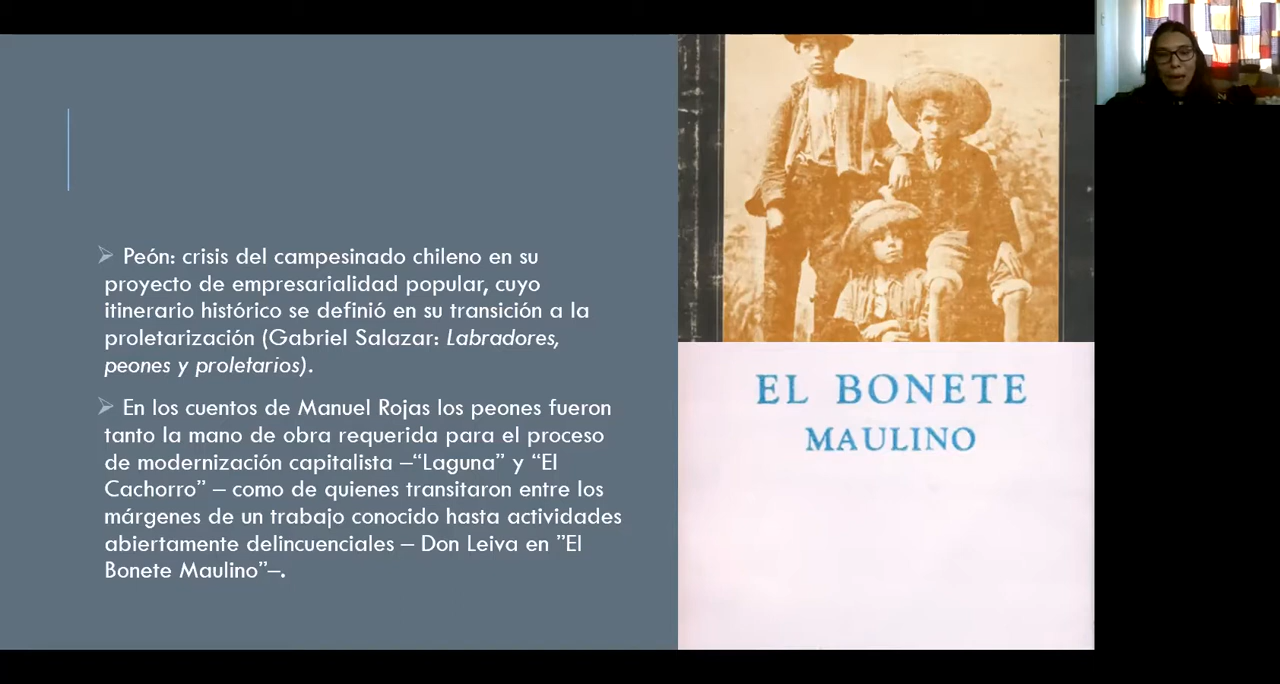 ➢ Peón: crisis del campesinado chileno en su
proyecto de empresarialidad popular, cuyo
itinerario histórico se definió en su transición a la
proletarización (Gabriel Salazar: Labradores,
peones y proletarios).
➢ En los cuentos de Manuel Rojas los peones fueron
tanto la mano de obra requerida para el proceso
de modernización capitalista –“Laguna” y “El
Cachorro” – como de quienes transitaron entre los
márgenes de un trabajo conocido hasta actividades
abiertamente delincuenciales – Don Leiva en ”El
Bonete Maulino”–.
EL BONETE
MAULINO